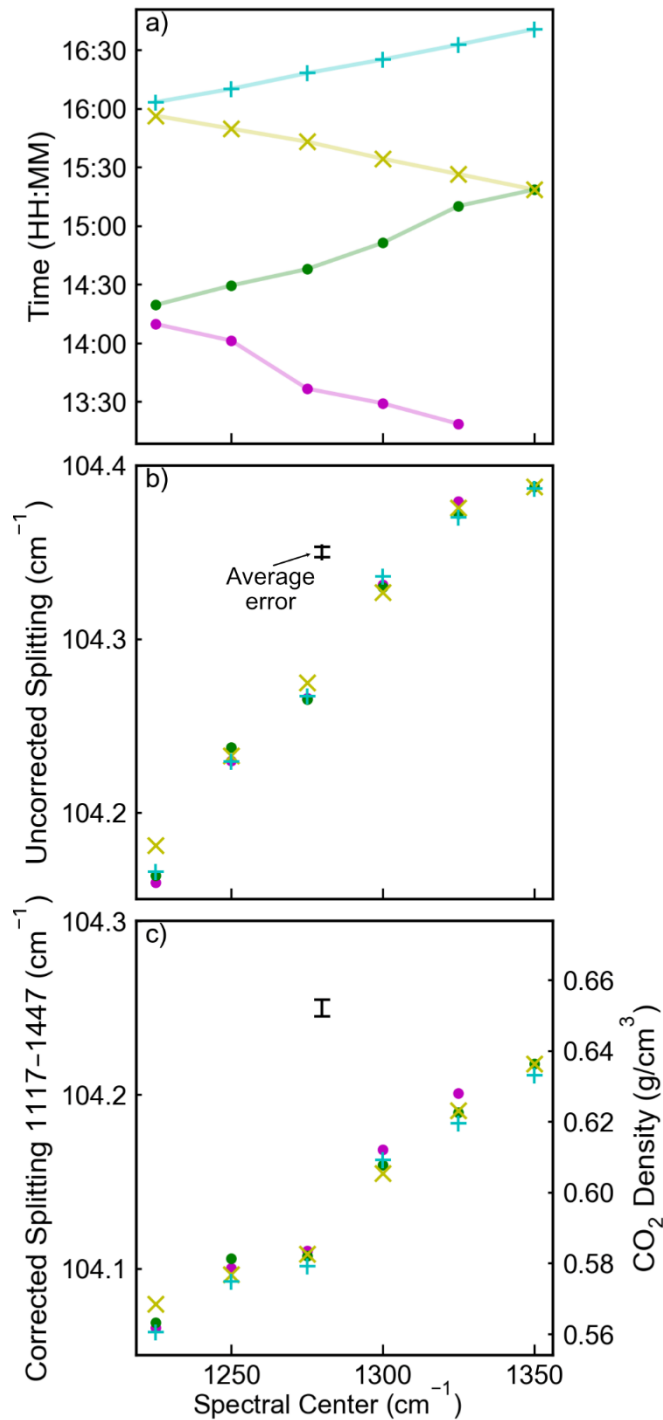 a)
16:30
16:00
15:30
15:00
14:30
14:00
13:30
Time (HH:MM)
b)
104.4
104.3
104.2
Uncorrected Splitting (cm⁻¹)
Average
error
c)
104.3
104.2
104.1
Corrected Splitting 1117−1447 (cm⁻¹)
0.66
0.64
0.62
0.60
0.58
0.56
CO₂ Density (g/cm³)
1250
1300
1350
Spectral Center (cm⁻¹)